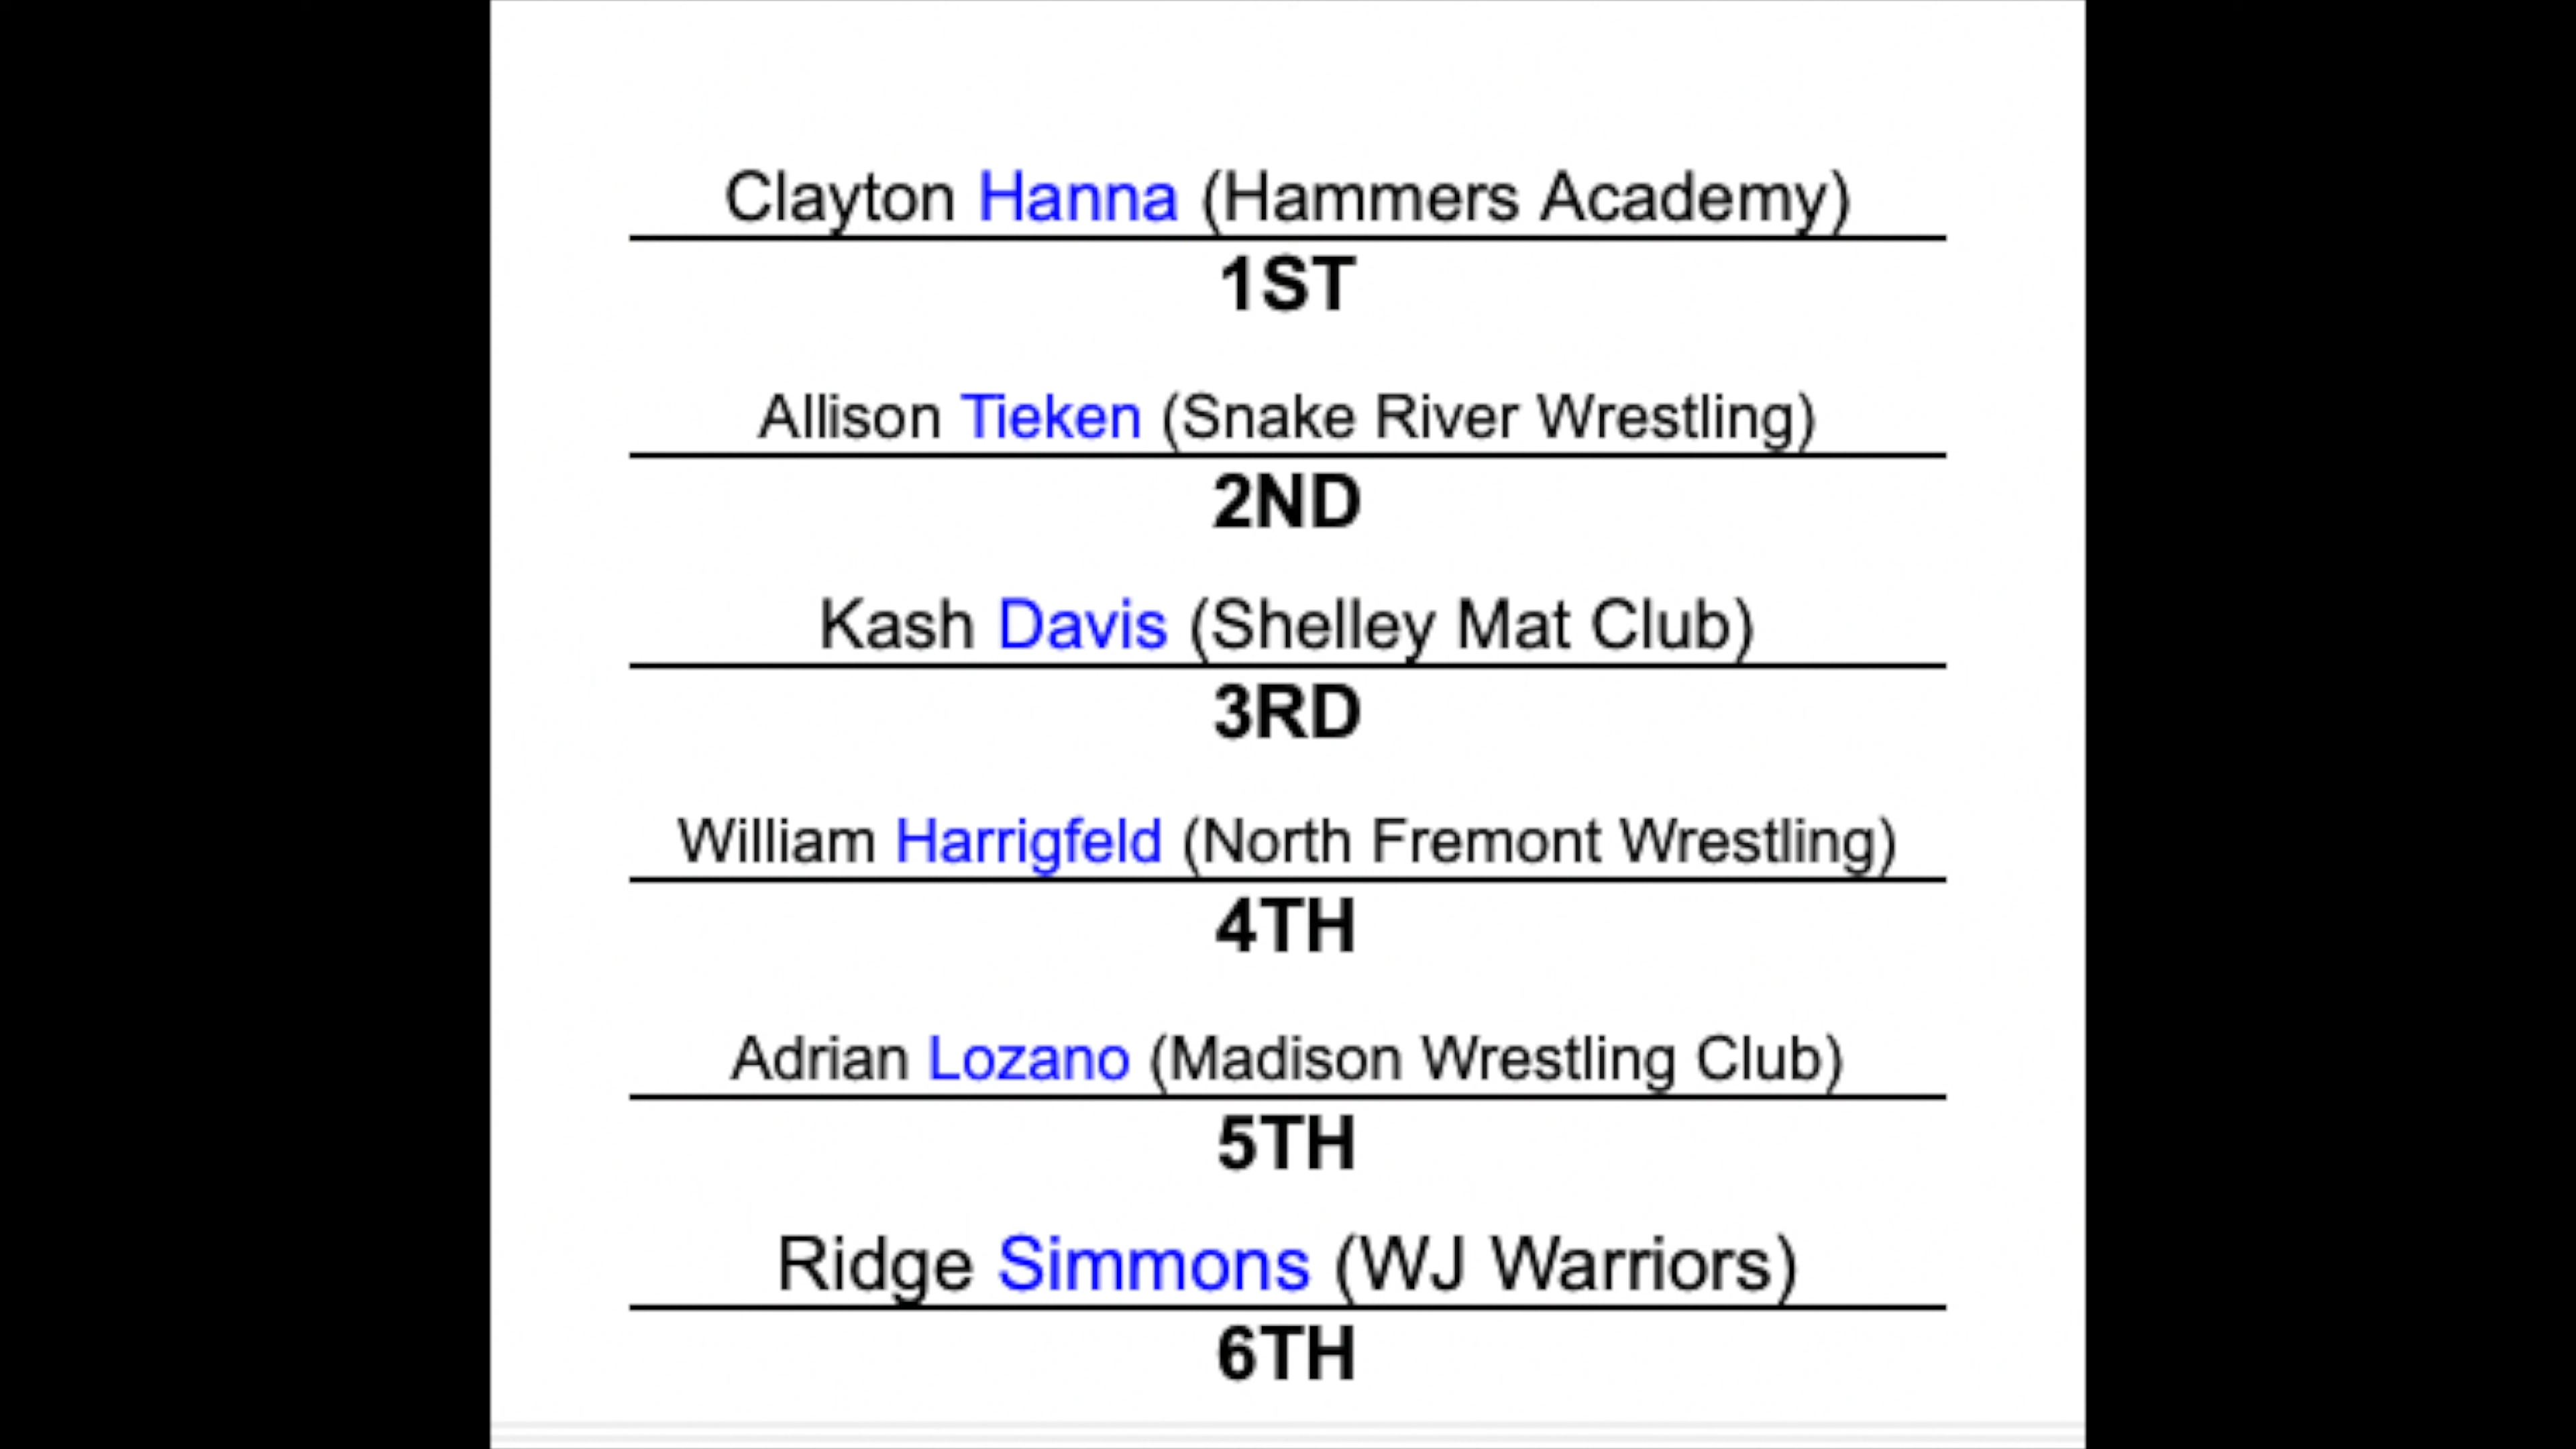 Clayton Hanna (Hammers Academy)
1ST
Allison Tieken (Snake River Wrestling)
2ND
Kash Davis (Shelley Mat Club)
3RD
William Harrigfeld (North Fremont Wrestling)
4TH
Adrian Lozano (Madison Wrestling Club)
5TH
Ridge Simmons (WJ Warriors)
6TH